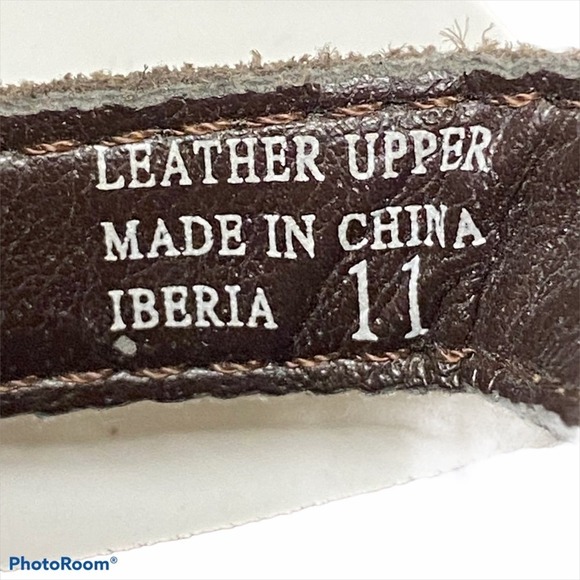 LEATHER UPPER
MADE IN CHINA
IBERIA 11
PhotoRoom®